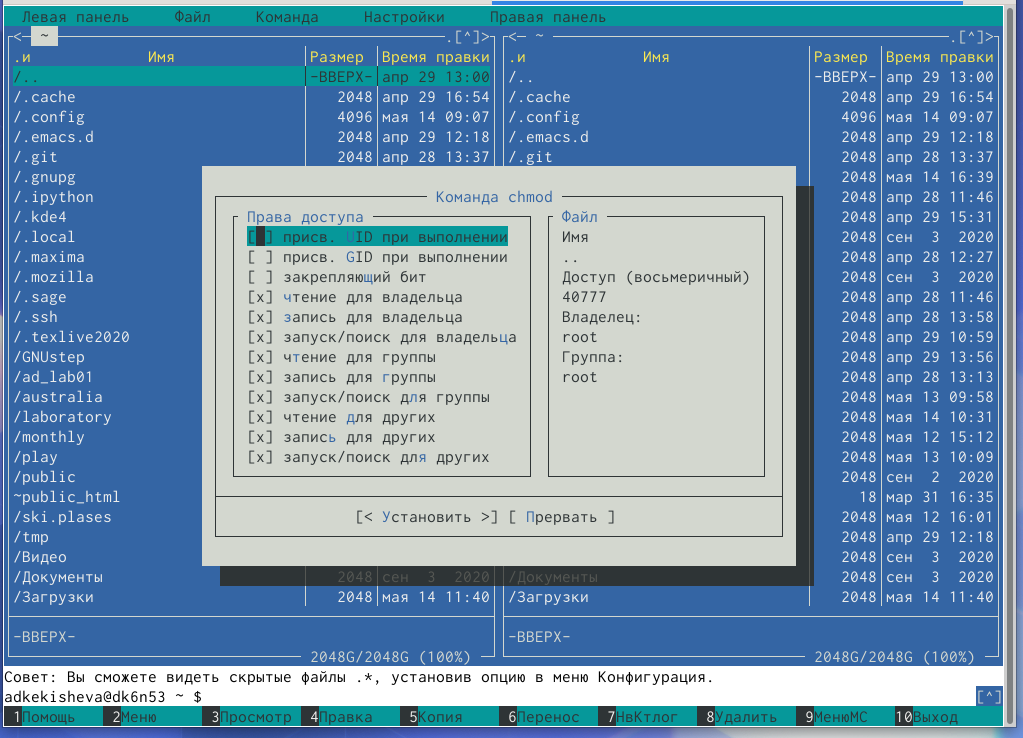 Левая панель Файл Команда Настройки Правая панель
<─ ~ .[^]> <─ ~ .[^]>
.и Имя Размер Время правки .и Имя Размер Время правки
/.. -ВВЕРХ- апр 29 13:00 /.. -ВВЕРХ- апр 29 13:00
/.cache 2048 апр 29 16:54 /.cache 2048 апр 29 16:54
/.config 4096 мая 14 09:07 /.config 4096 мая 14 09:07
/.emacs.d 2048 апр 29 12:18 /.emacs.d 2048 апр 29 12:18
/.git 2048 апр 28 13:37 /.git 2048 апр 28 13:37
/.gnupg 2048 мая 14 16:39
/.ipython Команда chmod 2048 апр 28 11:46
/.kde4 Права доступа Файл 2048 апр 29 15:31
/.local [ ] присв. UID при выполнении Имя 2048 сен 3 2020
/.maxima [ ] присв. GID при выполнении .. 2048 апр 28 12:27
/.mozilla [ ] закрепляющий бит Доступ (восьмеричный) 2048 сен 3 2020
/.sage [x] чтение для владельца 40777 2048 апр 28 11:46
/.ssh [x] запись для владельца Владелец: 2048 апр 28 13:58
/.texlive2020 [x] запуск/поиск для владельца root 2048 апр 29 10:59
/GNUstep [x] чтение для группы Группа: 2048 апр 29 13:56
/ad_lab01 [x] запись для группы root 2048 апр 28 13:13
/australia [x] запуск/поиск для группы 2048 мая 13 09:58
/laboratory [x] чтение для других 2048 мая 14 10:31
/monthly [x] запись для других 2048 мая 12 15:12
/play [x] запуск/поиск для других 2048 мая 13 10:09
/public 2048 сен 2 2020
~public_html 18 мар 31 16:35
/ski.plases [< Установить >] [ Прервать ] 2048 мая 12 16:01
/tmp 2048 апр 29 12:18
/Видео 2048 сен 3 2020
/Документы 2048 сен 3 2020 /Документы 2048 сен 3 2020
/Загрузки 2048 мая 14 11:40 /Загрузки 2048 мая 14 11:40
-ВВЕРХ- -ВВЕРХ-
2048G/2048G (100%) 2048G/2048G (100%)
Совет: Вы сможете видеть скрытые файлы .*, установив опцию в меню Конфигурация.
adkekisheva@dk6n53 ~ $ [^]
1Помощь 2Меню 3Просмотр 4Правка 5Копия 6Перенос 7НвКтлог 8Удалить 9МенюMC 10Выход